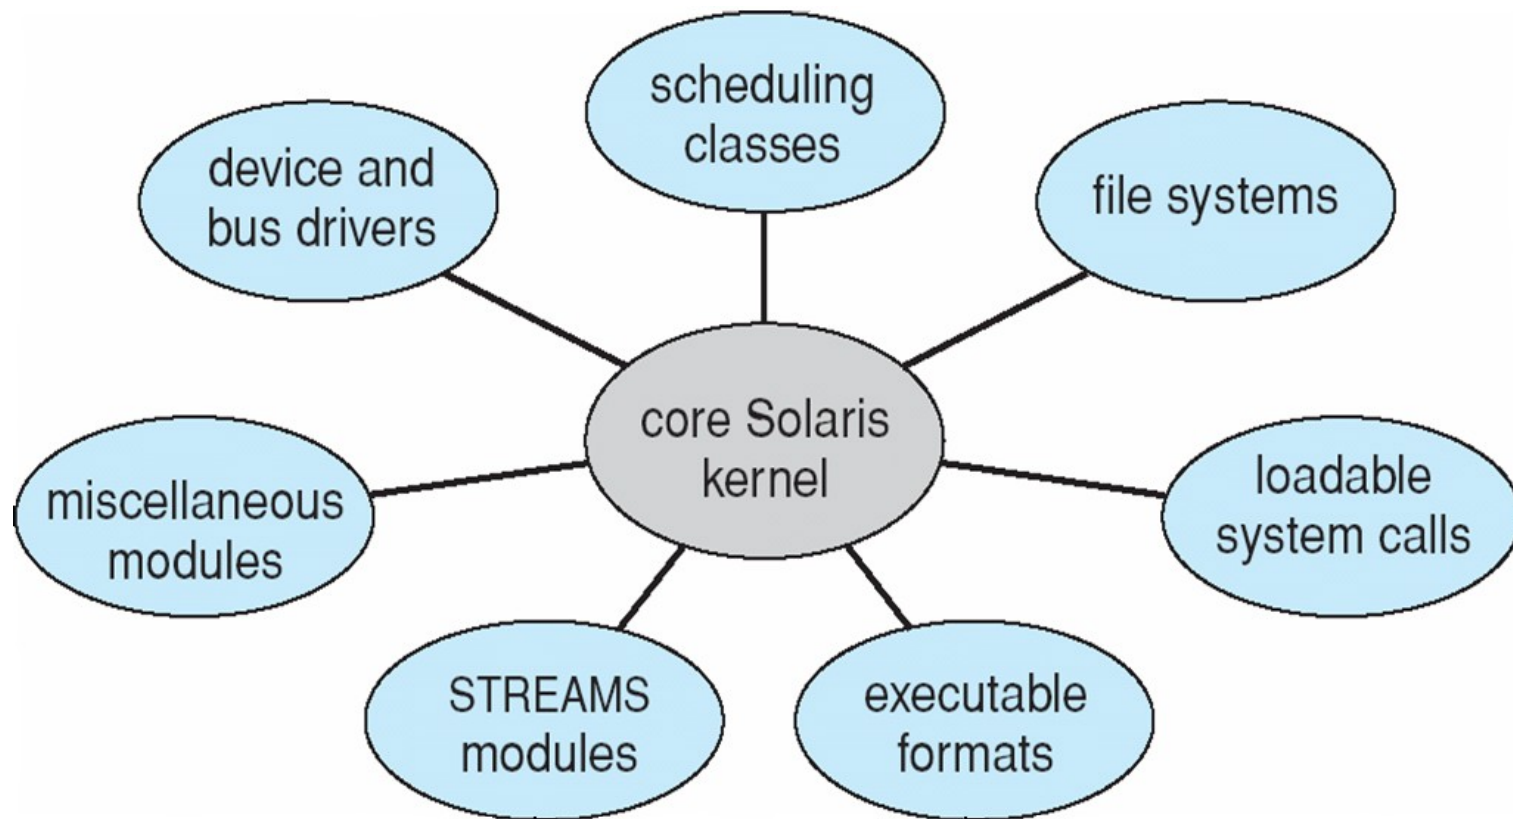 scheduling
classes
device and
bus drivers
file systems
core Solaris
kernel
miscellaneous
modules
loadable
system calls
STREAMS
modules
executable
formats